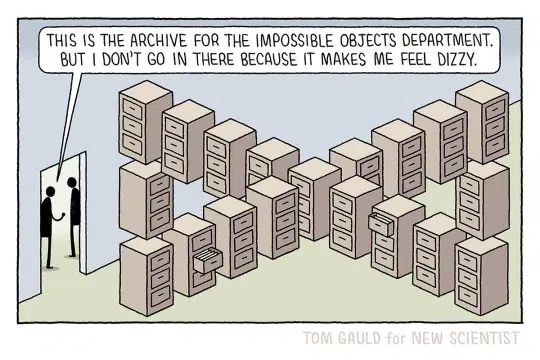 THIS IS THE ARCHIVE FOR THE IMPOSSIBLE OBJECTS DEPARTMENT.
BUT I DON'T GO IN THERE BECAUSE IT MAKES ME FEEL DIZZY.
TOM GAULD for NEW SCIENTIST